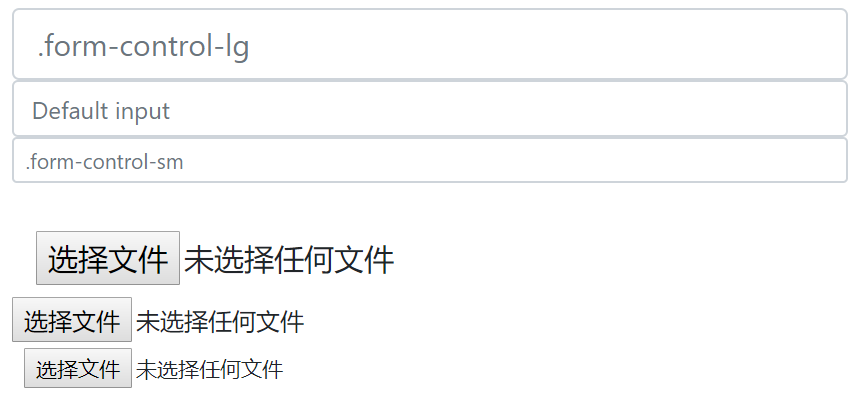 .form-control-lg
Default input
.form-control-sm
选择文件 未选择任何文件
选择文件 未选择任何文件
选择文件 未选择任何文件